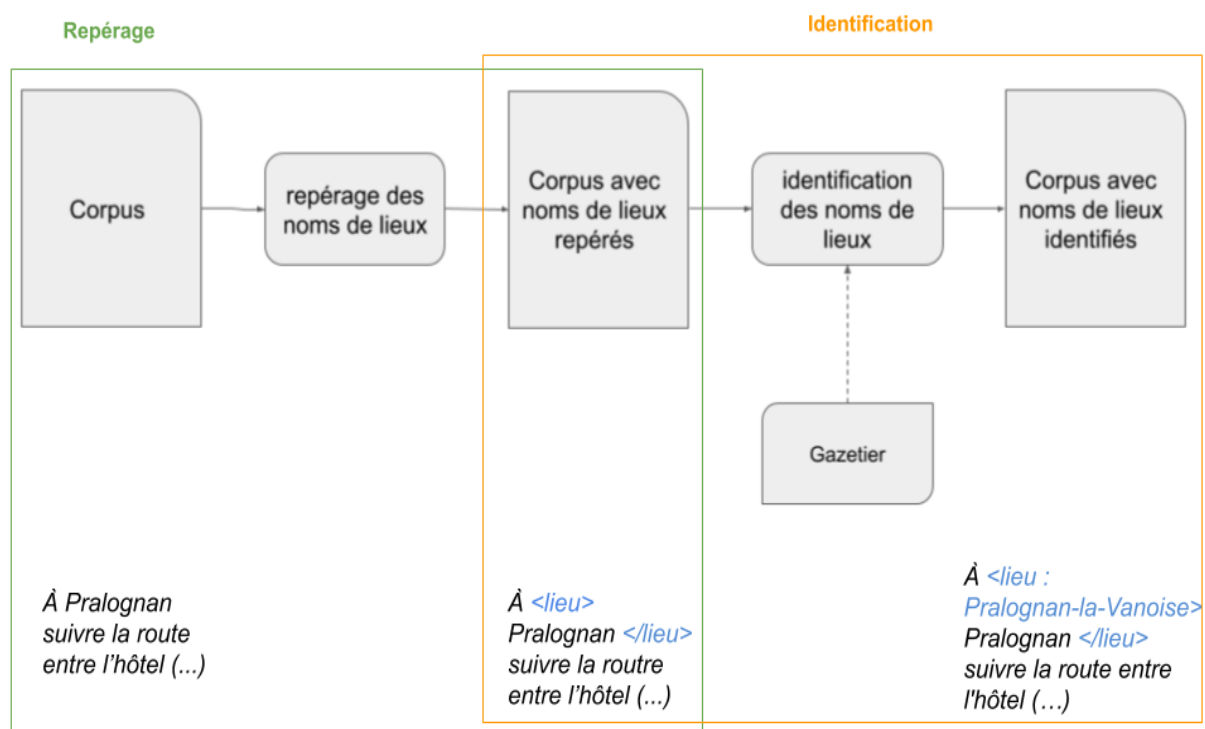 Repérage
Identification
Corpus
repérage des
noms de lieux
Corpus avec
noms de lieux
repérés
identification
des noms de
lieux
Corpus avec
noms de lieux
identifiés
Gazetier
À Pralognan
suivre la route
entre l’hôtel (...)
À <lieu>
Pralognan </lieu>
suivre la routre
entre l’hôtel (...)
À <lieu :
Pralognan-la-Vanoise>
Pralognan </lieu>
suivre la route entre
l'hôtel (…)